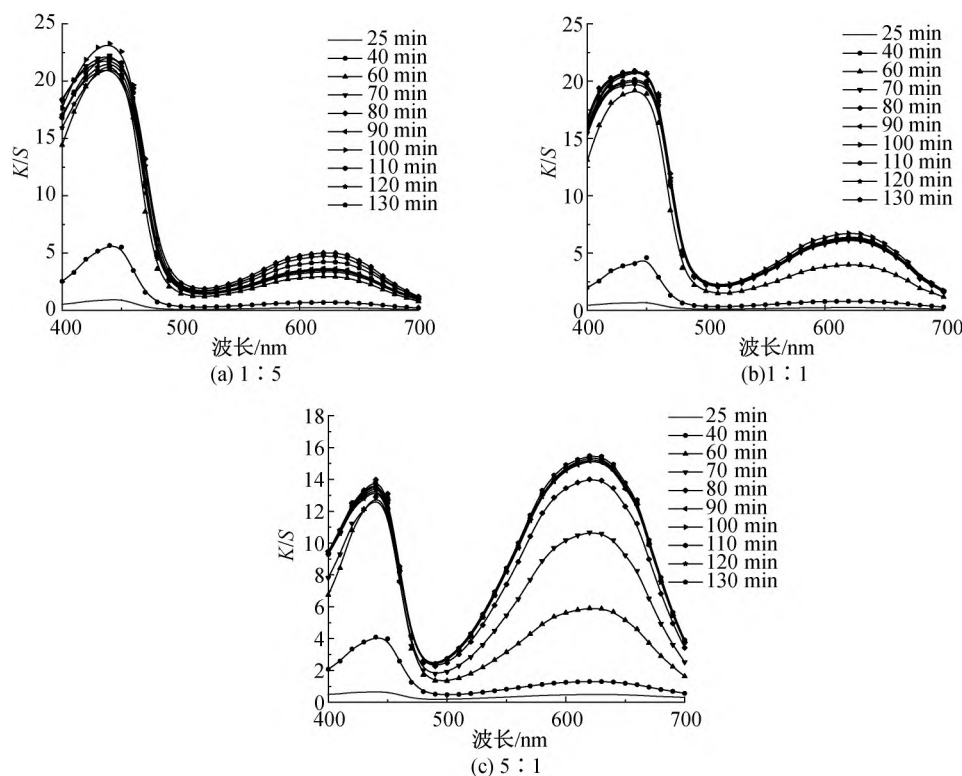 K/S
25
20
15
10
5
0
400
500
600
700
波长/nm
25 min
40 min
60 min
70 min
80 min
90 min
100 min
110 min
120 min
130 min
(a) 1∶5
K/S
25
20
15
10
5
0
400
500
600
700
波长/nm
25 min
40 min
60 min
70 min
80 min
90 min
100 min
110 min
120 min
130 min
(b)1∶1
K/S
18
16
14
12
10
8
6
4
2
0
400
500
600
700
波长/nm
25 min
40 min
60 min
70 min
80 min
90 min
100 min
110 min
120 min
130 min
(c) 5∶1